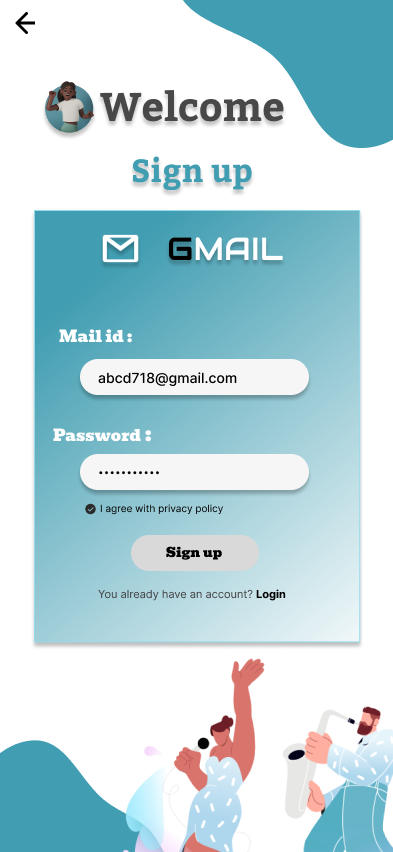 Welcome
Sign up
GMAIL
Mail id :
abcd718@gmail.com
Password :
•••••••••••
I agree with privacy policy
Sign up
You already have an account? Login